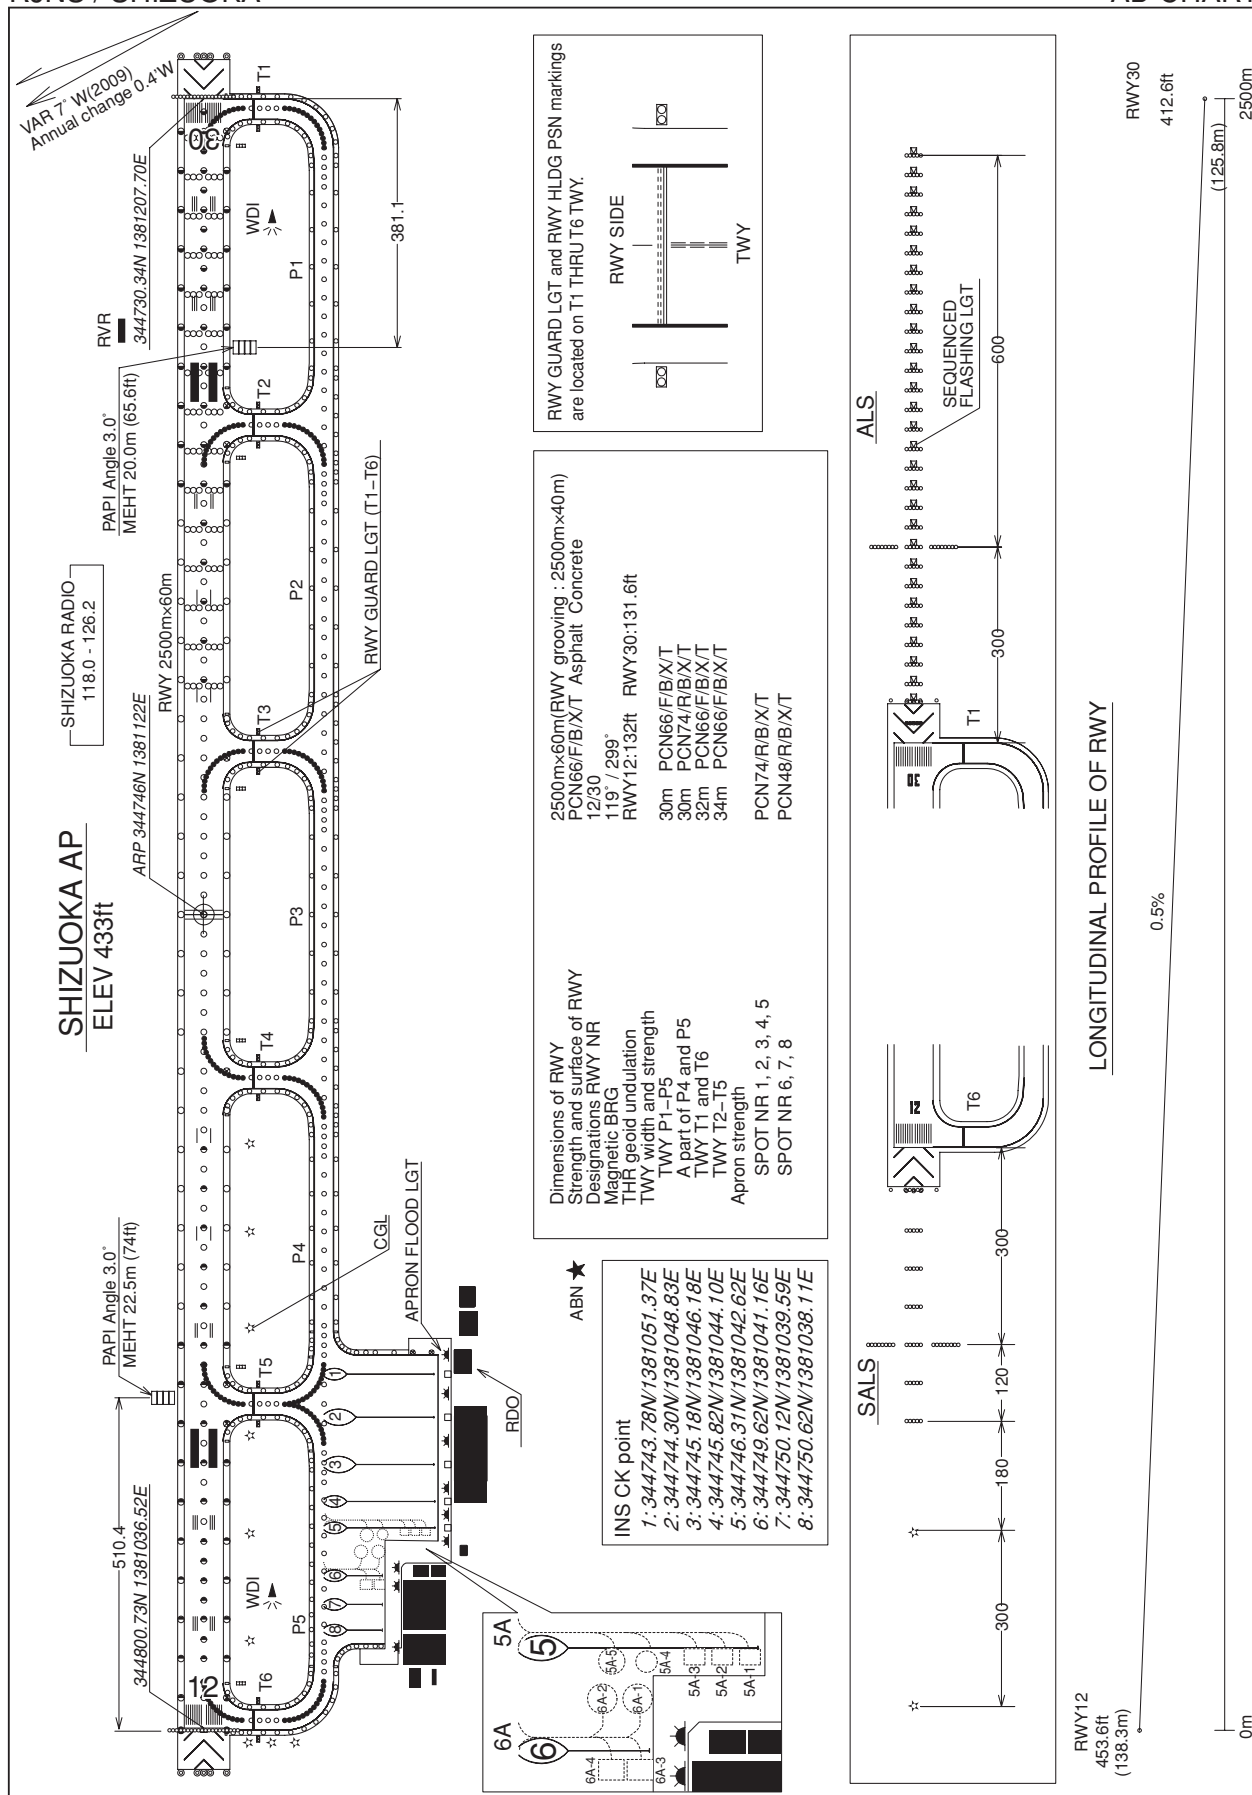 RJNS / SHIZUOKA
AD CHART
SHIZUOKA AP
ELEV 433ft
SHIZUOKA RADIO
118.0 - 126.2
VAR 7° W(2009)
Annual change 0.4'W
RVR
344730.34N 1381207.70E
PAPI Angle 3.0°
MEHT 20.0m (65.6ft)
RWY 2500m×60m
ARP 344746N 1381122E
PAPI Angle 3.0°
MEHT 22.5m (74ft)
510.4
344800.73N 1381036.52E
12
30
T6
T5
T4
T3
T2
T1
WDI
WDI
P5
P4
P3
P2
P1
381.1
CGL
RWY GUARD LGT (T1-T6)
APRON FLOOD LGT
RDO
8
7
6
5
4
3
2
1
ABN
INS CK point
1: 344743.78N/1381051.37E
2: 344744.30N/1381048.83E
3: 344745.18N/1381046.18E
4: 344745.82N/1381044.10E
5: 344746.31N/1381042.62E
6: 344749.62N/1381041.16E
7: 344750.12N/1381039.59E
8: 344750.62N/1381038.11E
6A
6
5A
5
6A-4
6A-3
6A-2
6A-1
5A-5
5A-4
5A-3
5A-2
5A-1
Dimensions of RWY 2500m×60m(RWY grooving : 2500m×40m)
Strength and surface of RWY PCN66/F/B/X/T Asphalt Concrete
Designations RWY NR 12/30
Magnetic BRG 119° / 299°
THR geoid undulation RWY12:132ft RWY30:131.6ft
TWY width and strength
TWY P1-P5 30m PCN66/F/B/X/T
A part of P4 and P5 30m PCN74/R/B/X/T
TWY T1 and T6 32m PCN66/F/B/X/T
TWY T2-T5 34m PCN66/F/B/X/T
Apron strength
SPOT NR 1, 2, 3, 4, 5 PCN74/R/B/X/T
SPOT NR 6, 7, 8 PCN48/R/B/X/T
RWY GUARD LGT and RWY HLDG PSN markings
are located on T1 THRU T6 TWY.
RWY SIDE
TWY
SALS
ALS
SEQUENCED
FLASHING LGT
12
30
T6
T1
300
180
120
300
300
600
LONGITUDINAL PROFILE OF RWY
RWY12
453.6ft
(138.3m)
0.5%
RWY30
412.6ft
(125.8m)
0m
2500m